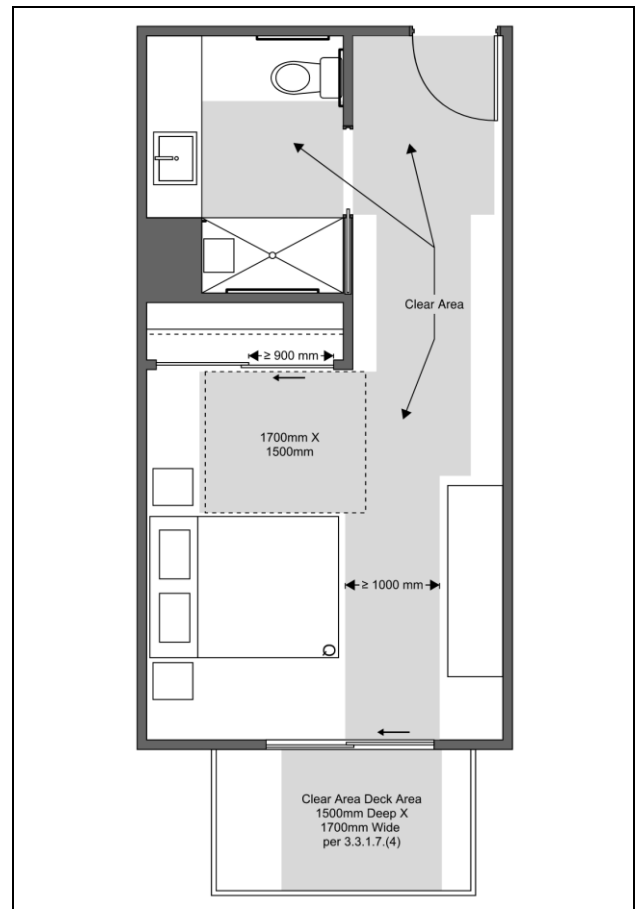 Clear Area
≥ 900 mm
1700mm X
1500mm
≥ 1000 mm
Clear Area Deck Area
1500mm Deep X
1700mm Wide
per 3.3.1.7.(4)